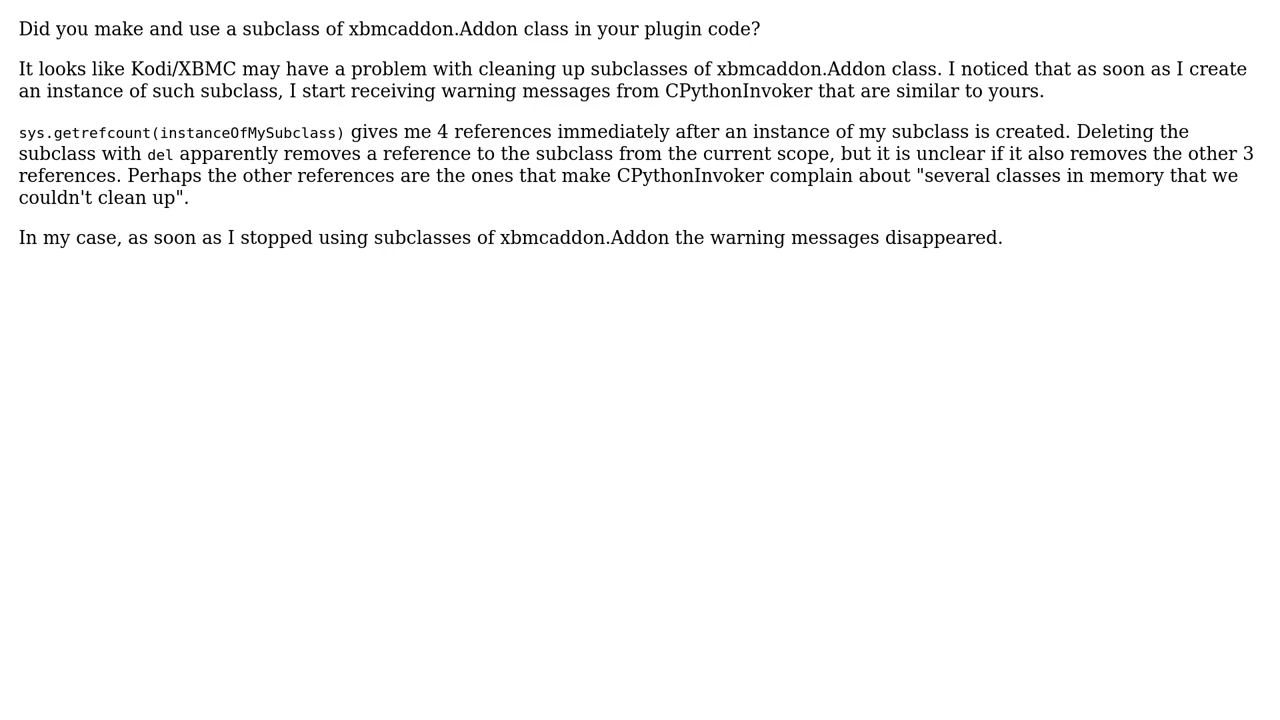 Did you make and use a subclass of xbmcaddon.Addon class in your plugin code?
It looks like Kodi/XBMC may have a problem with cleaning up subclasses of xbmcaddon.Addon class. I noticed that as soon as I create
an instance of such subclass, I start receiving warning messages from CPythonInvoker that are similar to yours.
sys.getrefcount(instanceOfMySubclass) gives me 4 references immediately after an instance of my subclass is created. Deleting the
subclass with del apparently removes a reference to the subclass from the current scope, but it is unclear if it also removes the other 3
references. Perhaps the other references are the ones that make CPythonInvoker complain about "several classes in memory that we
couldn't clean up".
In my case, as soon as I stopped using subclasses of xbmcaddon.Addon the warning messages disappeared.